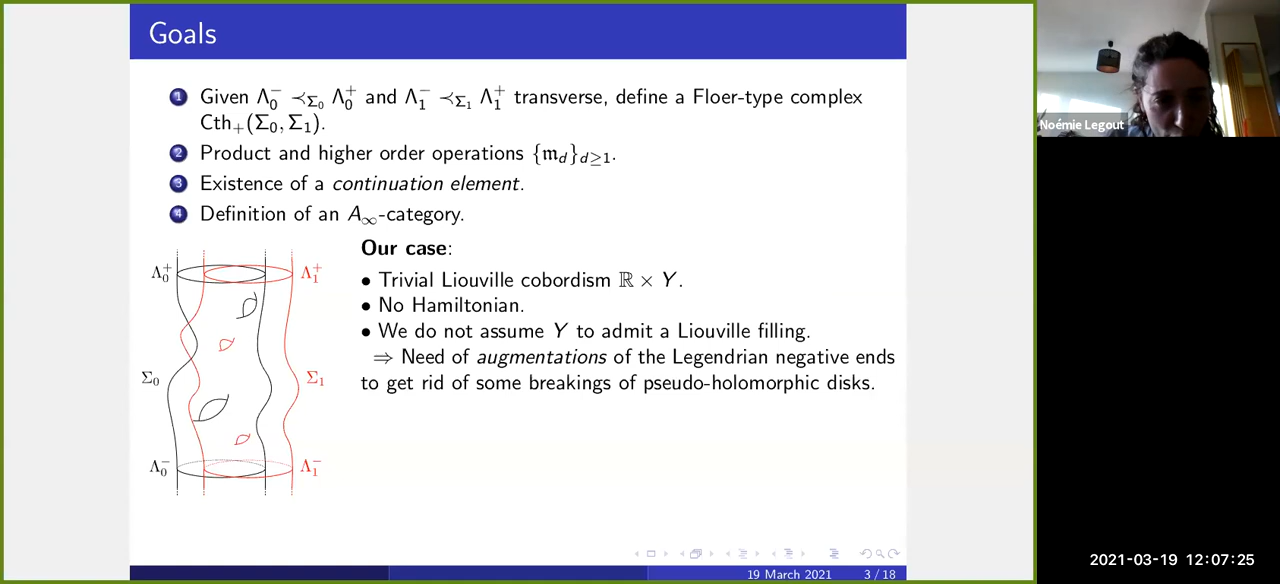 Goals
1 Given Λ₀⁻ ≺_Σ₀ Λ₀⁺ and Λ₁⁻ ≺_Σ₁ Λ₁⁺ transverse, define a Floer-type complex
Cth₊(Σ₀, Σ₁).
2 Product and higher order operations {𝔪_d}_d≥1.
3 Existence of a continuation element.
4 Definition of an A∞-category.
Our case:
• Trivial Liouville cobordism ℝ × Y.
• No Hamiltonian.
• We do not assume Y to admit a Liouville filling.
⇒ Need of augmentations of the Legendrian negative ends
to get rid of some breakings of pseudo-holomorphic disks.
Λ₀⁺
Λ₁⁺
Σ₀
Σ₁
Λ₀⁻
Λ₁⁻
19 March 2021
3 / 18
Noémie Legout
2021-03-19 12:07:25